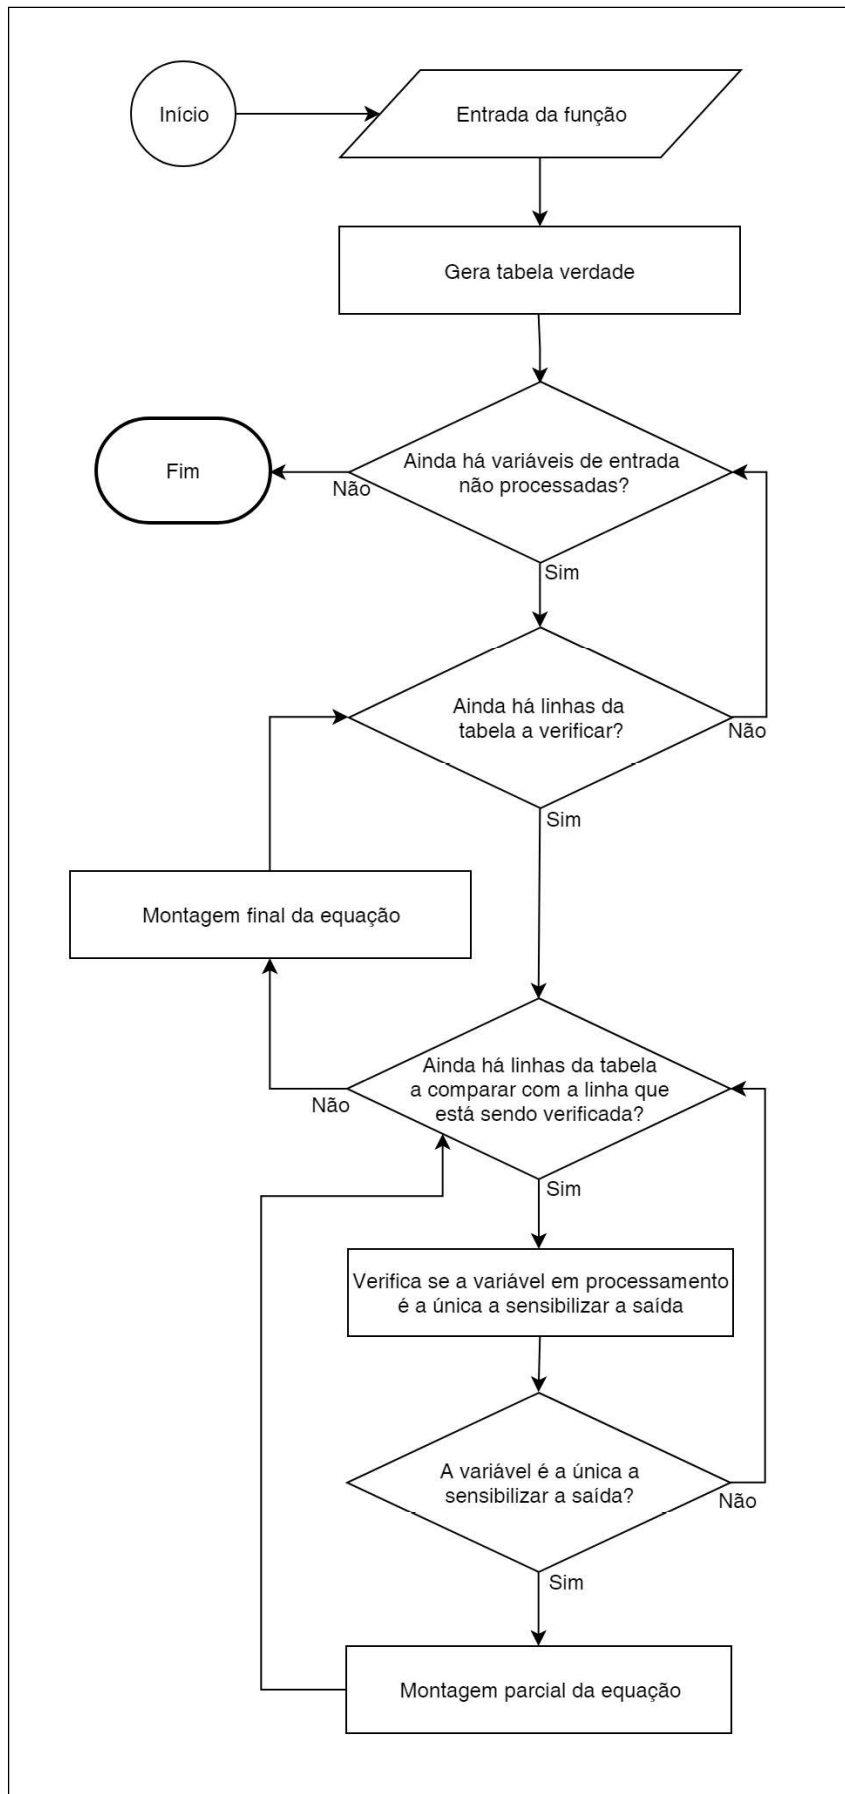 Início
Entrada da função
Gera tabela verdade
Ainda há variáveis de entrada
não processadas?
Fim
Não
Sim
Ainda há linhas da
tabela a verificar?
Não
Sim
Montagem final da equação
Ainda há linhas da tabela
a comparar com a linha que
está sendo verificada?
Não
Sim
Verifica se a variável em processamento
é a única a sensibilizar a saída
A variável é a única a
sensibilizar a saída?
Não
Sim
Montagem parcial da equação